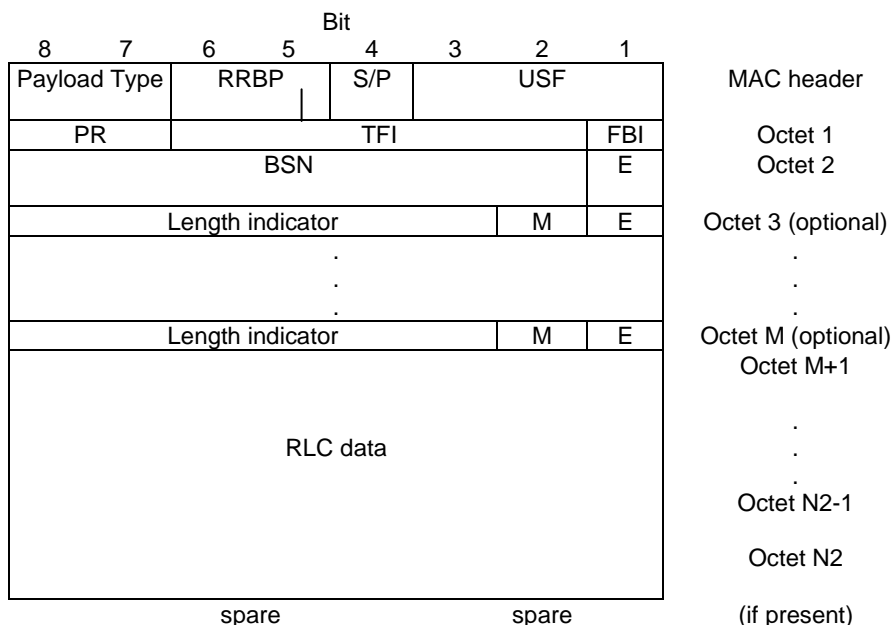 Bit
8 7 6 5 4 3 2 1
Payload Type RRBP S/P USF MAC header
PR TFI FBI Octet 1
BSN E Octet 2
Length indicator M E Octet 3 (optional)
. .
. .
. .
Length indicator M E Octet M (optional)
Octet M+1
.
RLC data .
.
Octet N2-1
Octet N2
spare spare (if present)